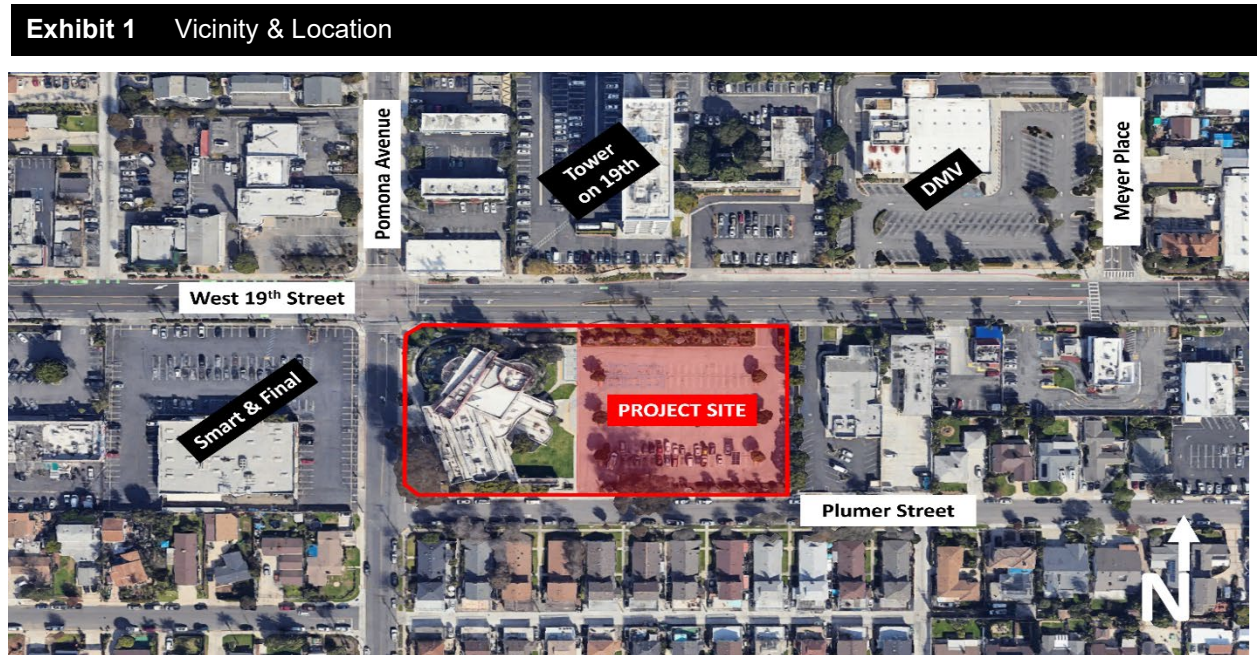 Exhibit 1 Vicinity & Location
Pomona Avenue
Tower
on 19th
DMV
Meyer Place
West 19th Street
Smart & Final
PROJECT SITE
Plumer Street
N